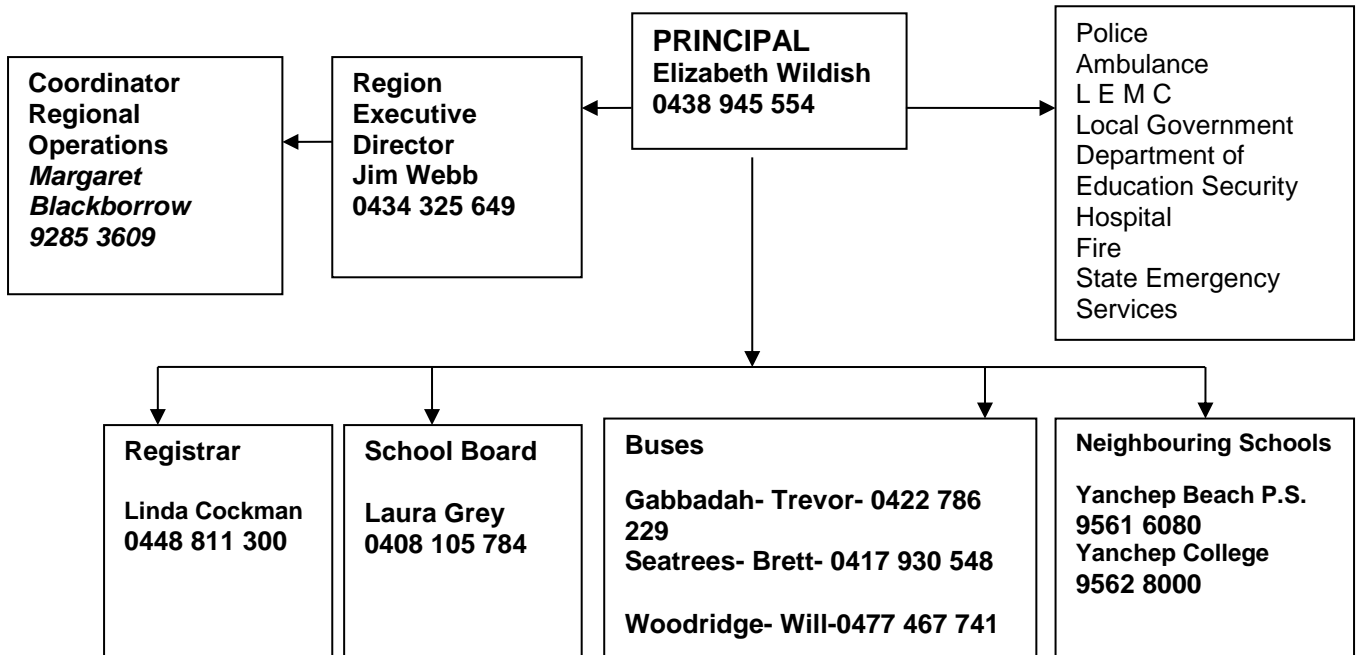 PRINCIPAL
Elizabeth Wildish
0438 945 554
Coordinator
Regional
Operations
Margaret
Blackborrow
9285 3609
Region
Executive
Director
Jim Webb
0434 325 649
Police
Ambulance
L E M C
Local Government
Department of
Education Security
Hospital
Fire
State Emergency
Services
Registrar
Linda Cockman
0448 811 300
School Board
Laura Grey
0408 105 784
Buses
Gabbadah- Trevor- 0422 786
229
Seatrees- Brett- 0417 930 548
Woodridge- Will-0477 467 741
Neighbouring Schools
Yanchep Beach P.S.
9561 6080
Yanchep College
9562 8000